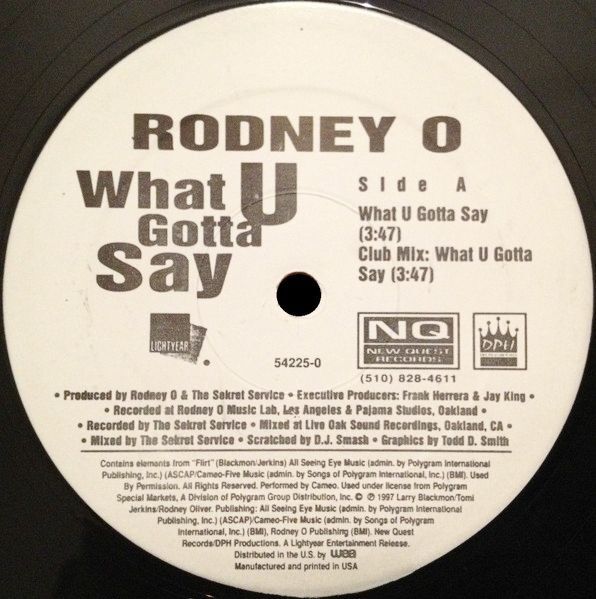 RODNEY O
What U
Gotta
Say
Side A
What U Gotta Say
(3:47)
Club Mix: What U Gotta
Say (3:47)
LIGHTYEAR
54225-0
NQ
NEW QUEST
RECORDS
DPH
(510) 828-4611
• Produced by Rodney O & The Sekret Service • Executive Producers: Frank Herrera & Jay King •
• Recorded at Rodney O Music Lab, Los Angeles & Pajama Studios, Oakland •
• Recorded by The Sekret Service • Mixed at Live Oak Sound Recordings, Oakland, CA •
• Mixed by The Sekret Service • Scratched by D.J. Smash • Graphics by Todd D. Smith
Contains elements from "Flirt" (Blackmon/Jerkins) All Seeing Eye Music (admin. by Polygram International
Publishing, Inc.) (ASCAP)/Cameo-Five Music (admin. by Songs of Polygram International, Inc.) (BMI). Used
By Permission. All Rights Reserved. Performed by Cameo. Used under license from Polygram
Special Markets, A Division of Polygram Group Distribution, Inc. © ℗ 1997 Larry Blackmon/Tomi
Jerkins/Rodney Oliver. Publishing: All Seeing Eye Music (admin. by Polygram International
Publishing, Inc.) (ASCAP)/Cameo-Five Music (admin. by Songs of Polygram
International, Inc.) (BMI), Rodney O Publishing (BMI). New Quest
Records/DPH Productions. A Lightyear Entertainment Release.
Distributed in the U.S. by wea
Manufactured and printed in USA